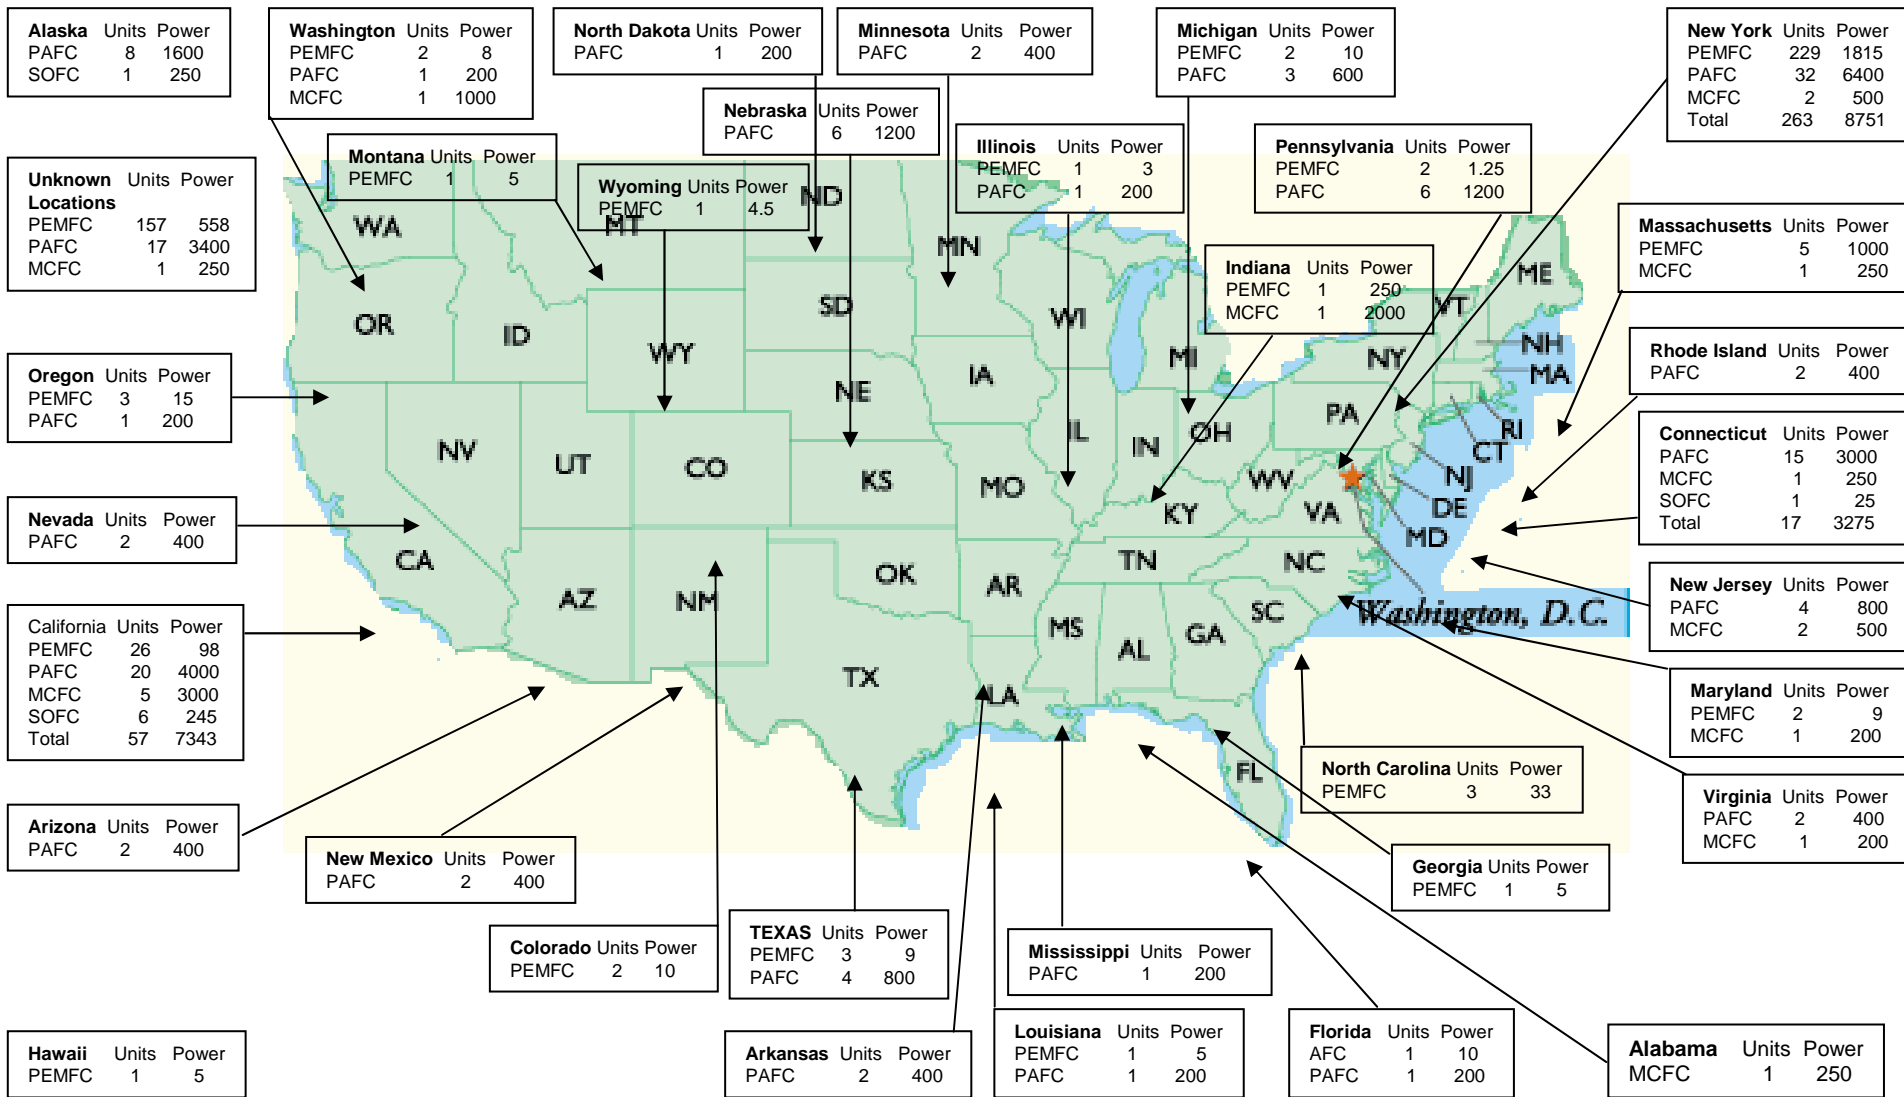 Alaska Units Power
PAFC 8 1600
SOFC 1 250
Washington Units Power
PEMFC 2 8
PAFC 1 200
MCFC 1 1000
North Dakota Units Power
PAFC 1 200
Minnesota Units Power
PAFC 2 400
Michigan Units Power
PEMFC 2 10
PAFC 3 600
New York Units Power
PEMFC 229 1815
PAFC 32 6400
MCFC 2 500
Total 263 8751
Nebraska Units Power
PAFC 6 1200
Montana Units Power
PEMFC 1 5
Wyoming Units Power
PEMFC 1 4.5
Illinois Units Power
PEMFC 1 3
PAFC 1 200
Pennsylvania Units Power
PEMFC 2 1.25
PAFC 6 1200
Unknown Units Power
Locations
PEMFC 157 558
PAFC 17 3400
MCFC 1 250
Massachusetts Units Power
PEMFC 5 1000
MCFC 1 250
Indiana Units Power
PEMFC 1 250
MCFC 1 2000
Rhode Island Units Power
PAFC 2 400
Oregon Units Power
PEMFC 3 15
PAFC 1 200
Connecticut Units Power
PAFC 15 3000
MCFC 1 250
SOFC 1 25
Total 17 3275
Nevada Units Power
PAFC 2 400
New Jersey Units Power
PAFC 4 800
MCFC 2 500
California Units Power
PEMFC 26 98
PAFC 20 4000
MCFC 5 3000
SOFC 6 245
Total 57 7343
Maryland Units Power
PEMFC 2 9
MCFC 1 200
North Carolina Units Power
PEMFC 3 33
Virginia Units Power
PAFC 2 400
MCFC 1 200
Arizona Units Power
PAFC 2 400
New Mexico Units Power
PAFC 2 400
Georgia Units Power
PEMFC 1 5
Colorado Units Power
PEMFC 2 10
TEXAS Units Power
PEMFC 3 9
PAFC 4 800
Mississippi Units Power
PAFC 1 200
Hawaii Units Power
PEMFC 1 5
Arkansas Units Power
PAFC 2 400
Louisiana Units Power
PEMFC 1 5
PAFC 1 200
Florida Units Power
AFC 1 10
PAFC 1 200
Alabama Units Power
MCFC 1 250
WA
MT
ND
MN
ME
VT
OR
ID
SD
WI
WY
MI
NY
NH
MA
IA
NE
PA
RI
CT
IL
IN
OH
NV
UT
CO
KS
MO
WV
NJ
DE
KY
VA
MD
CA
OK
TN
NC
AZ
NM
AR
SC
Washington, D.C.
MS
AL
GA
TX
LA
FL